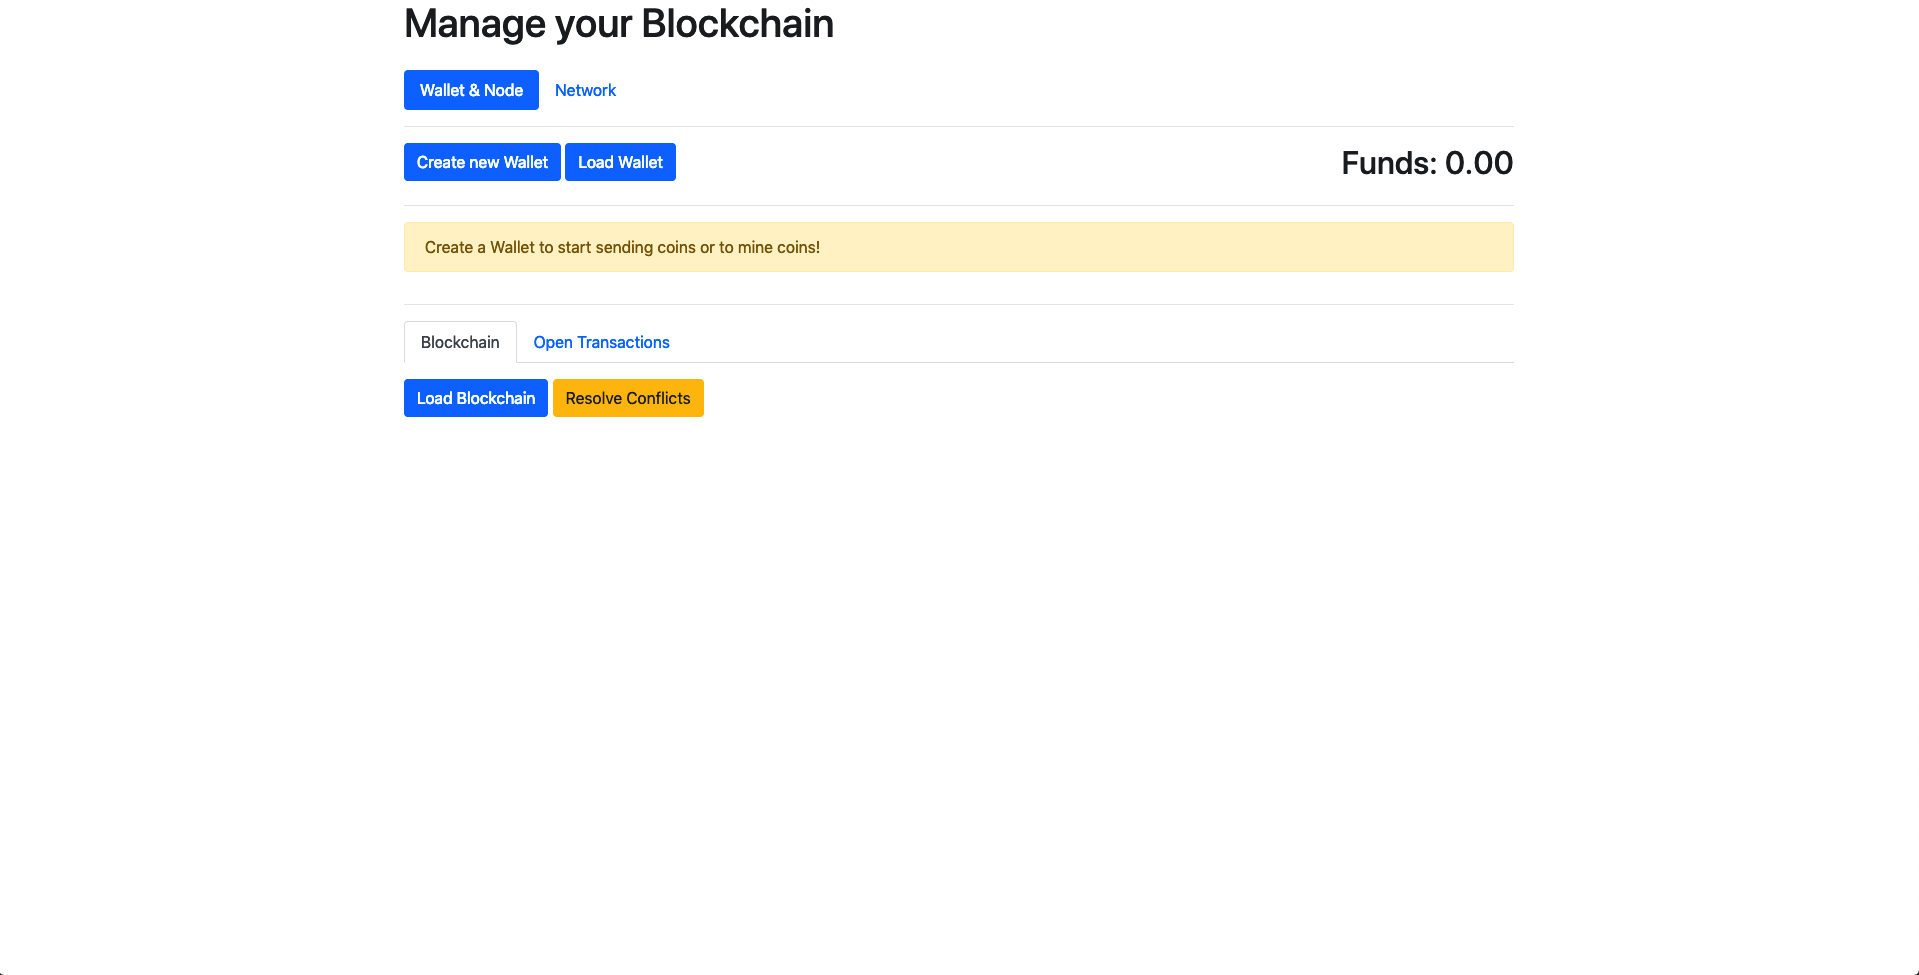 Manage your Blockchain
Wallet & Node Network
Create new Wallet Load Wallet Funds: 0.00
Create a Wallet to start sending coins or to mine coins!
Blockchain Open Transactions
Load Blockchain Resolve Conflicts